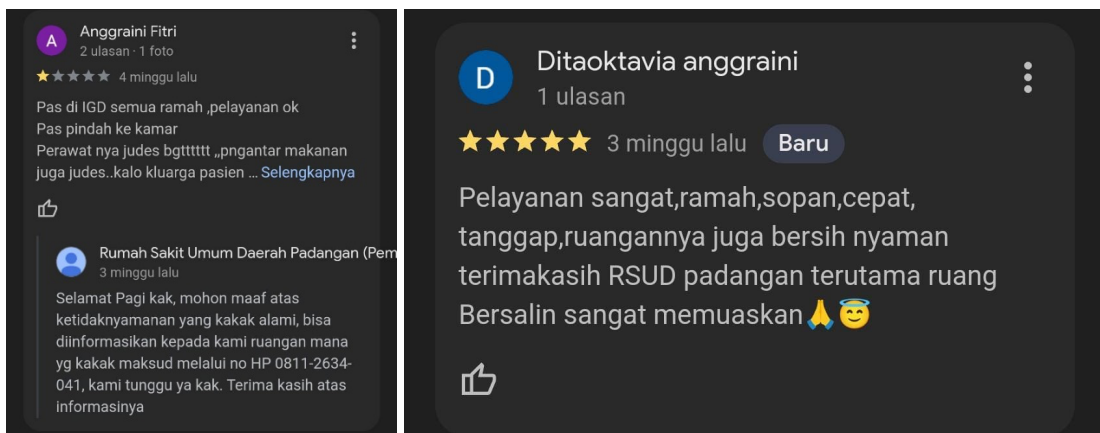 A
Anggraini Fitri
2 ulasan · 1 foto
4 minggu lalu
Pas di IGD semua ramah ,pelayanan ok
Pas pindah ke kamar
Perawat nya judes bgtttttt ,,pngantar makanan
juga judes..kalo kluarga pasien ... Selengkapnya
Rumah Sakit Umum Daerah Padangan (Pem
3 minggu lalu
Selamat Pagi kak, mohon maaf atas
ketidaknyamanan yang kakak alami, bisa
diinformasikan kepada kami ruangan mana
yg kakak maksud melalui no HP 0811-2634-
041, kami tunggu ya kak. Terima kasih atas
informasinya
D
Ditaoktavia anggraini
1 ulasan
3 minggu lalu Baru
Pelayanan sangat,ramah,sopan,cepat,
tanggap,ruangannya juga bersih nyaman
terimakasih RSUD padangan terutama ruang
Bersalin sangat memuaskan🙏😇